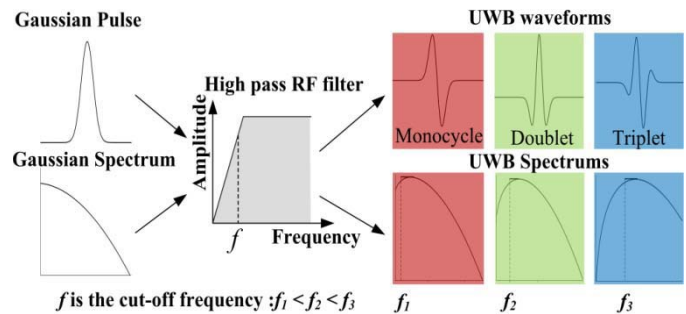 Gaussian Pulse
UWB waveforms
High pass RF filter
Monocycle
Doublet
Triplet
Gaussian Spectrum
Amplitude
UWB Spectrums
f
Frequency
f is the cut-off frequency :f1 < f2 < f3
f1
f2
f3